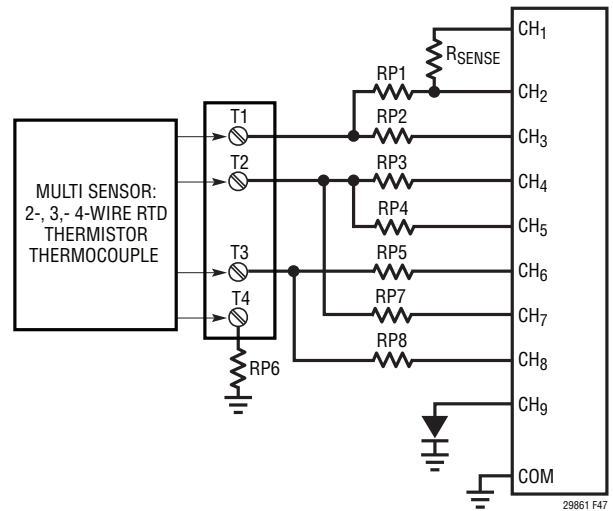 CH1
RSENSE
RP1
CH2
T1
RP2
CH3
T2
RP3
CH4
MULTI SENSOR:
2-, 3,- 4-WIRE RTD
THERMISTOR
THERMOCOUPLE
RP4
CH5
T3
RP5
CH6
T4
RP7
CH7
RP6
RP8
CH8
CH9
COM
29861 F47